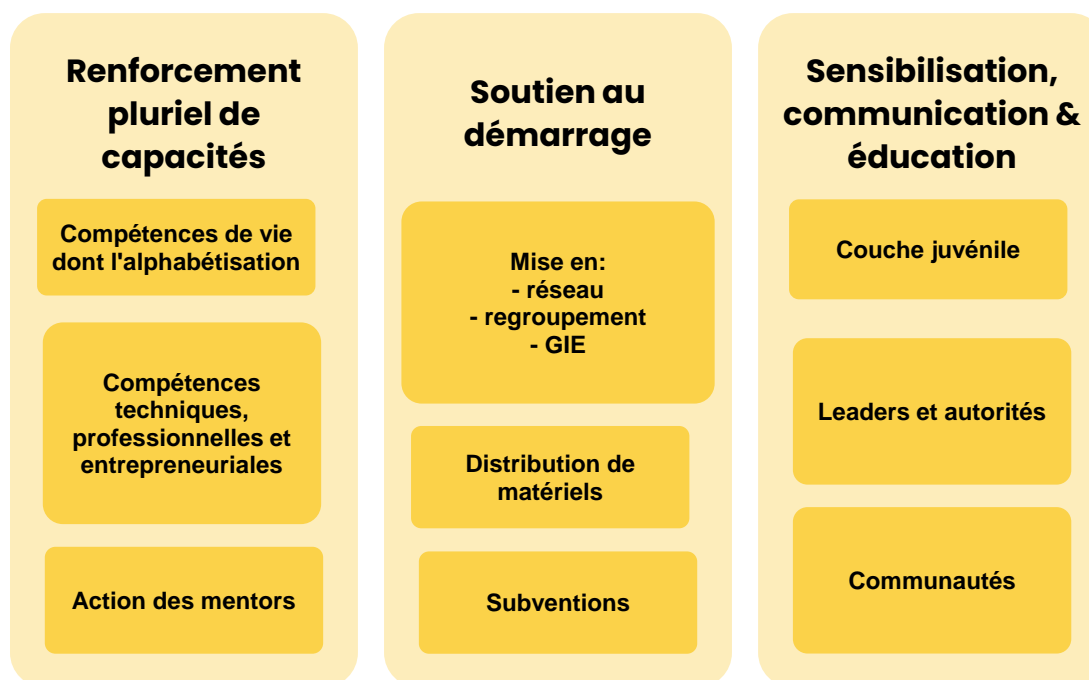 Renforcement
pluriel de
capacités
Compétences de vie
dont l'alphabétisation
Compétences
techniques,
professionnelles et
entrepreneuriales
Action des mentors
Soutien au
démarrage
Mise en:
- réseau
- regroupement
- GIE
Distribution de
matériels
Subventions
Sensibilisation,
communication &
éducation
Couche juvénile
Leaders et autorités
Communautés